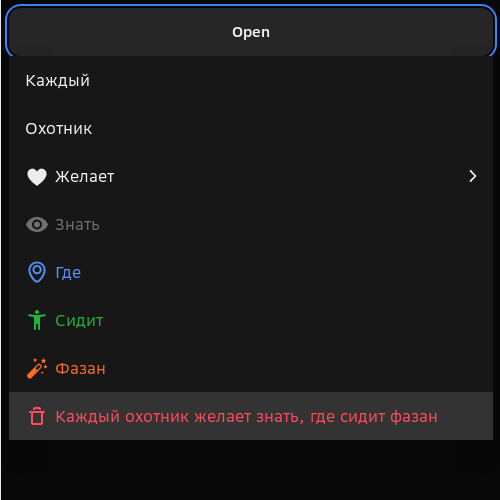 Open
Каждый
Охотник
Желает
Знать
Где
Сидит
Фазан
Каждый охотник желает знать, где сидит фазан